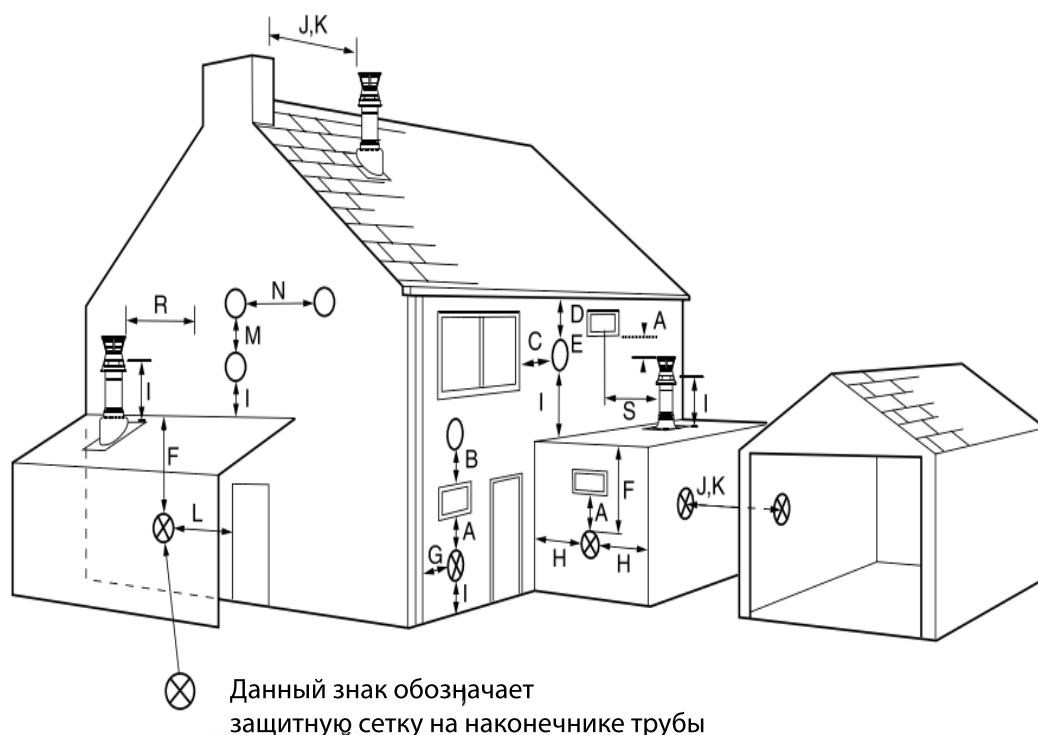 J,K
N
R
D
A
M
C
E
I
I
I
S
I
F
B
F
J,K
L
A
A
G
H
H
I
Данный знак обозначает
защитную сетку на наконечнике трубы